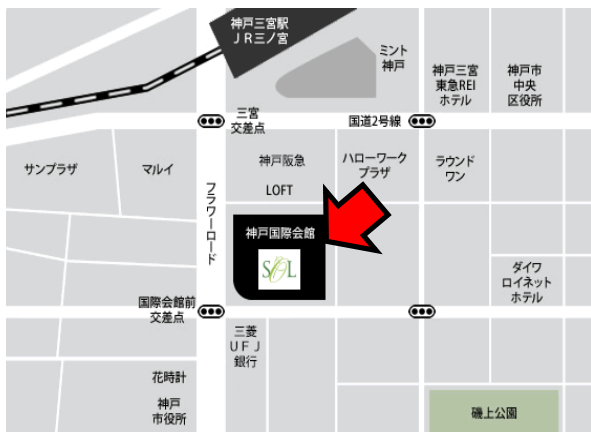 神戸三宮駅
JR三ノ宮
ミント
神戸
神戸三宮
東急REI
ホテル
神戸市
中央
区役所
三宮
交差点
国道2号線
サンプラザ
マルイ
フラワーロード
神戸阪急
LOFT
ハローワーク
プラザ
ラウンド
ワン
神戸国際会館
SOL
ダイワ
ロイネット
ホテル
国際会館前
交差点
三菱
UFJ
銀行
花時計
神戸
市役所
磯上公園